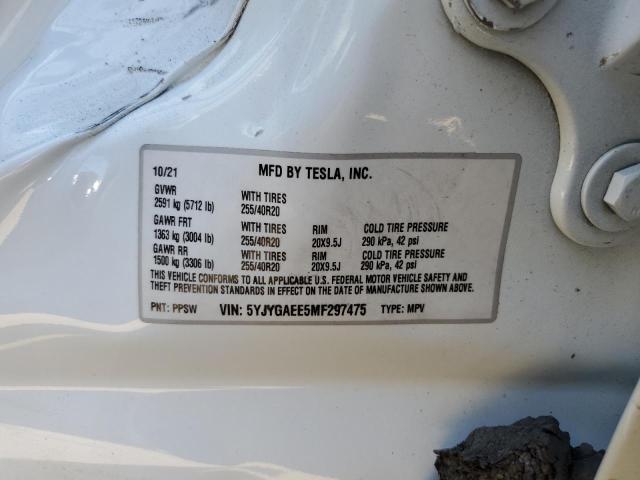 10/21 MFD BY TESLA, INC.
GVWR WITH TIRES
2591 kg (5712 lb) 255/40R20
GAWR FRT WITH TIRES RIM COLD TIRE PRESSURE
1363 kg (3004 lb) 255/40R20 20X9.5J 290 kPa, 42 psi
GAWR RR WITH TIRES RIM COLD TIRE PRESSURE
1500 kg (3306 lb) 255/40R20 20X9.5J 290 kPa, 42 psi
THIS VEHICLE CONFORMS TO ALL APPLICABLE U.S. FEDERAL MOTOR VEHICLE SAFETY AND
THEFT PREVENTION STANDARDS IN EFFECT ON THE DATE OF MANUFACTURE SHOWN ABOVE.
PNT: PPSW VIN: 5YJYGAEE5MF297475 TYPE: MPV